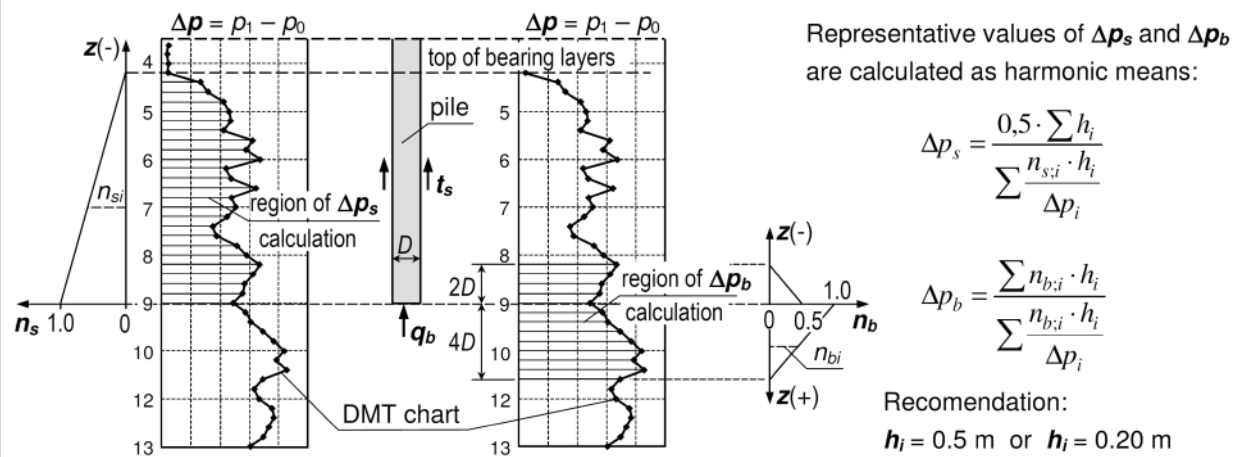 Δp = p1 – p0
z(-)
4
5
6
7
8
9
10
11
12
13
nsi
ns
1.0
0
region of Δps
calculation
top of bearing layers
pile
ts
D
qb
2D
4D
DMT chart
Δp = p1 – p0
4
5
6
7
8
9
10
11
12
13
region of Δpb
calculation
z(-)
1.0
0
0.5
nb
nbi
z(+)
Representative values of Δps and Δpb
are calculated as harmonic means:
Δps = (0,5 · ∑ hi) / (∑ (ns;i · hi) / Δpi)
Δpb = (∑ nb;i · hi) / (∑ (nb;i · hi) / Δpi)
Recomendation:
hi = 0.5 m or hi = 0.20 m